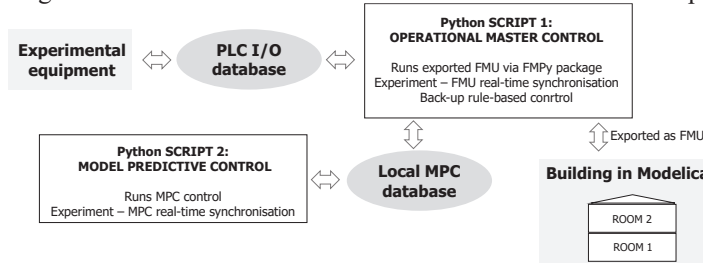 Python SCRIPT 1:
OPERATIONAL MASTER CONTROL
Runs exported FMU via FMPy package
Experiment – FMU real-time synchronisation
Back-up rule-based conrtrol
Experimental
equipment
PLC I/O
database
Python SCRIPT 2:
MODEL PREDICTIVE CONTROL
Runs MPC control
Experiment – MPC real-time synchronisation
Local MPC
database
Exported as FMU
Building in Modelica
ROOM 2
ROOM 1